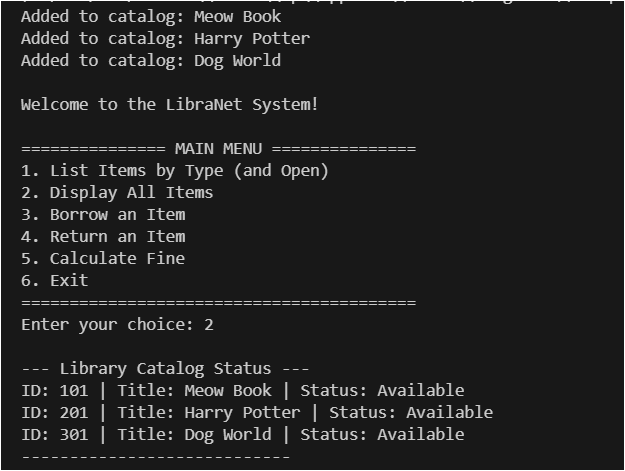 Added to catalog: Meow Book
Added to catalog: Harry Potter
Added to catalog: Dog World
Welcome to the LibraNet System!
=============== MAIN MENU ===============
1. List Items by Type (and Open)
2. Display All Items
3. Borrow an Item
4. Return an Item
5. Calculate Fine
6. Exit
=========================================
Enter your choice: 2
--- Library Catalog Status ---
ID: 101 | Title: Meow Book | Status: Available
ID: 201 | Title: Harry Potter | Status: Available
ID: 301 | Title: Dog World | Status: Available
----------------------------